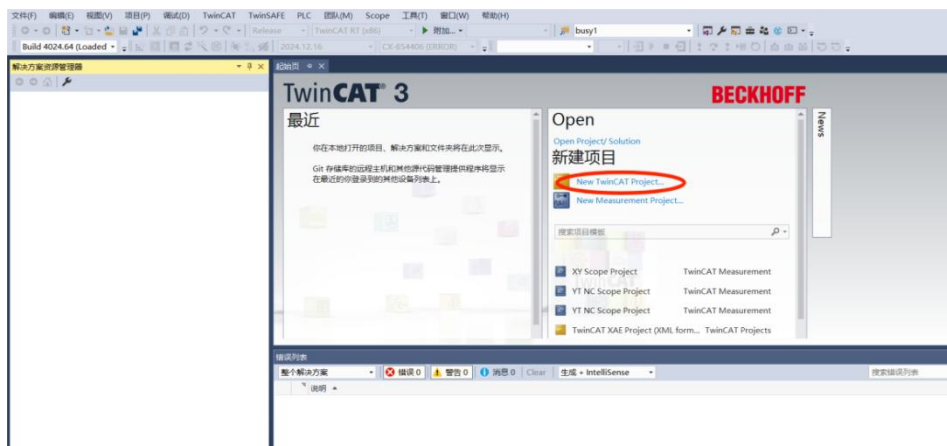 文件(F) 编辑(E) 视图(V) 项目(P) 调试(D) TwinCAT TwinSAFE PLC 团队(M) Scope 工具(T) 窗口(W) 帮助(H)
Release TwinCAT RT (x86) 附加... busy1
Build 4024.64 (Loaded 2024.12.16 CX-654406 (ERROR)
解决方案资源管理器
起始页
TwinCAT 3 BECKHOFF
最近
你在本地打开的项目、解决方案和文件夹将在此次显示。
Git 存储库的远程主机和其他源代码管理提供程序将显示
在最近的你登录到的其他设备列表上。
Open
Open Project/ Solution
新建项目
New TwinCAT Project...
New Measurement Project...
搜索项目模板
XY Scope Project TwinCAT Measurement
YT NC Scope Project TwinCAT Measurement
YT NC Scope Project TwinCAT Measurement
TwinCAT XAE Project (XML form... TwinCAT Projects
News
错误列表
整个解决方案 错误 0 警告 0 消息 0 Clear 生成 + IntelliSense 搜索错误列表
说明